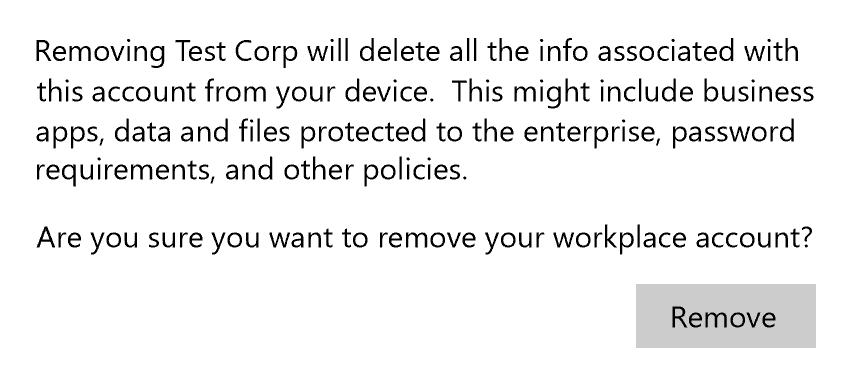 Removing Test Corp will delete all the info associated with
this account from your device.  This might include business
apps, data and files protected to the enterprise, password
requirements, and other policies.
Are you sure you want to remove your workplace account?
Remove